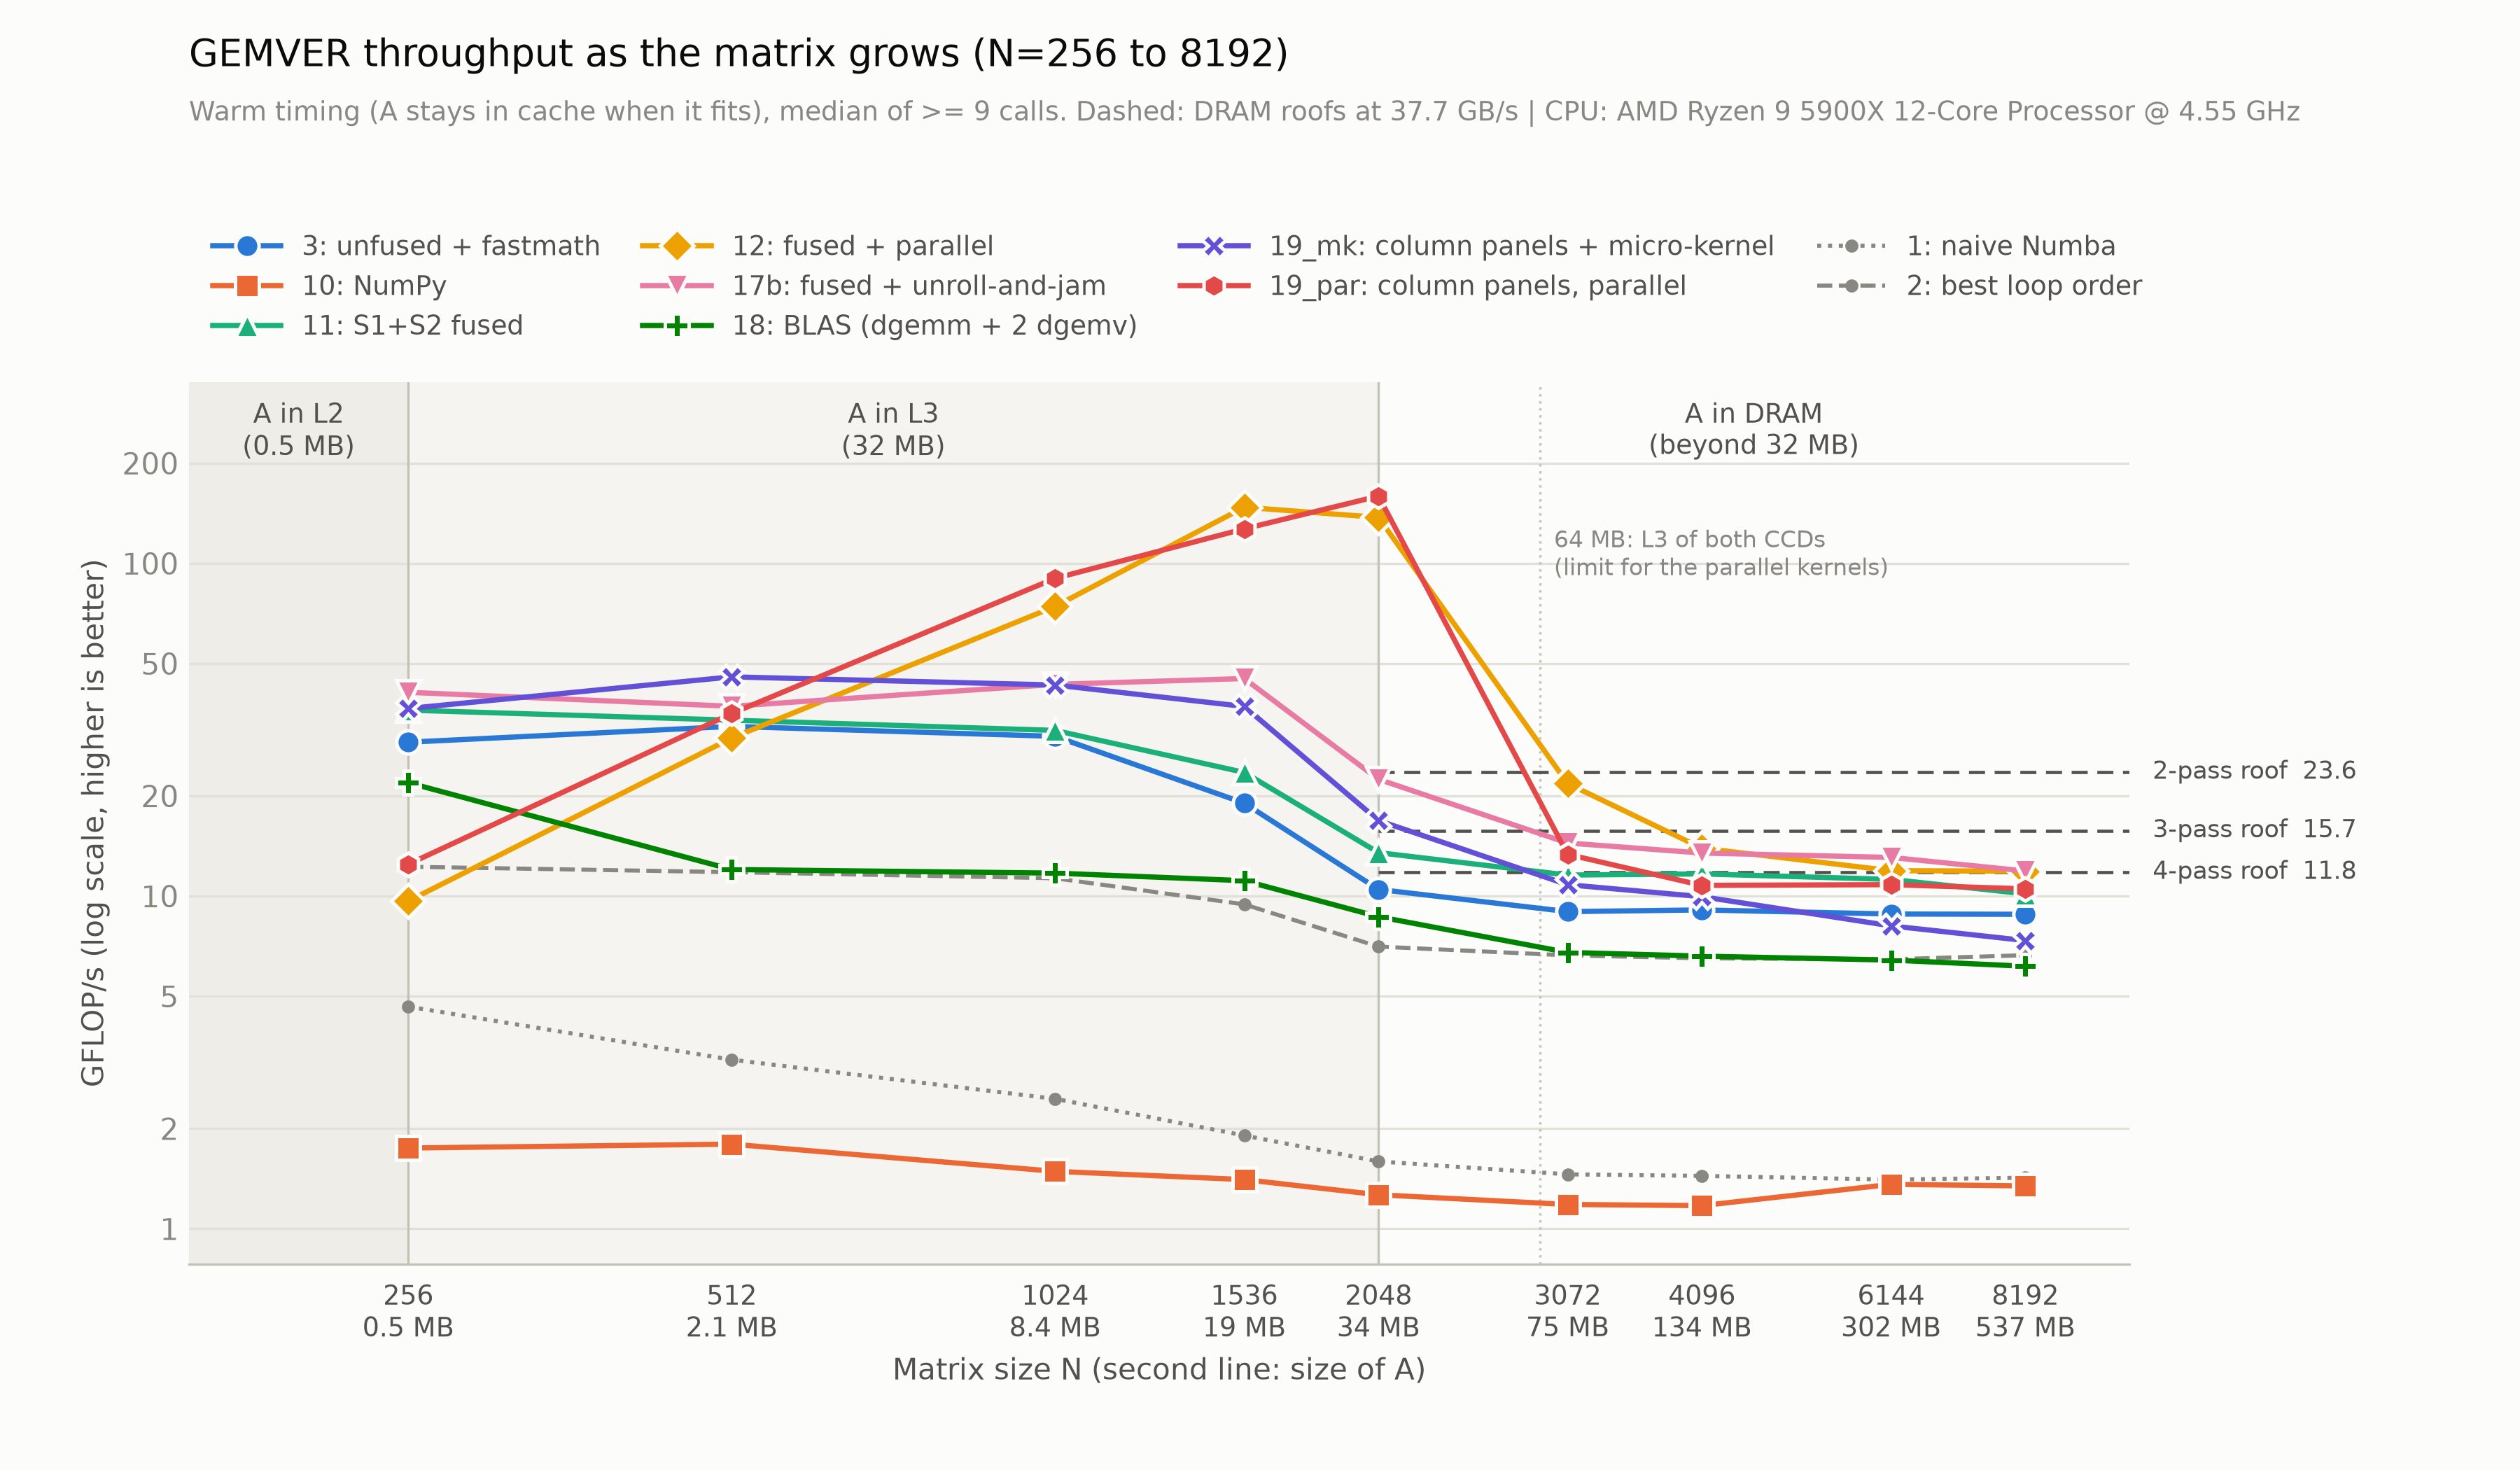 GEMVER throughput as the matrix grows (N=256 to 8192)
Warm timing (A stays in cache when it fits), median of >= 9 calls. Dashed: DRAM roofs at 37.7 GB/s | CPU: AMD Ryzen 9 5900X 12-Core Processor @ 4.55 GHz
3: unfused + fastmath
10: NumPy
11: S1+S2 fused
12: fused + parallel
17b: fused + unroll-and-jam
18: BLAS (dgemm + 2 dgemv)
19_mk: column panels + micro-kernel
19_par: column panels, parallel
1: naive Numba
2: best loop order
A in L2
(0.5 MB)
A in L3
(32 MB)
A in DRAM
(beyond 32 MB)
64 MB: L3 of both CCDs
(limit for the parallel kernels)
GFLOP/s (log scale, higher is better)
200
100
50
20
10
5
2
1
2-pass roof 23.6
3-pass roof 15.7
4-pass roof 11.8
256
0.5 MB
512
2.1 MB
1024
8.4 MB
1536
19 MB
2048
34 MB
3072
75 MB
4096
134 MB
6144
302 MB
8192
537 MB
Matrix size N (second line: size of A)